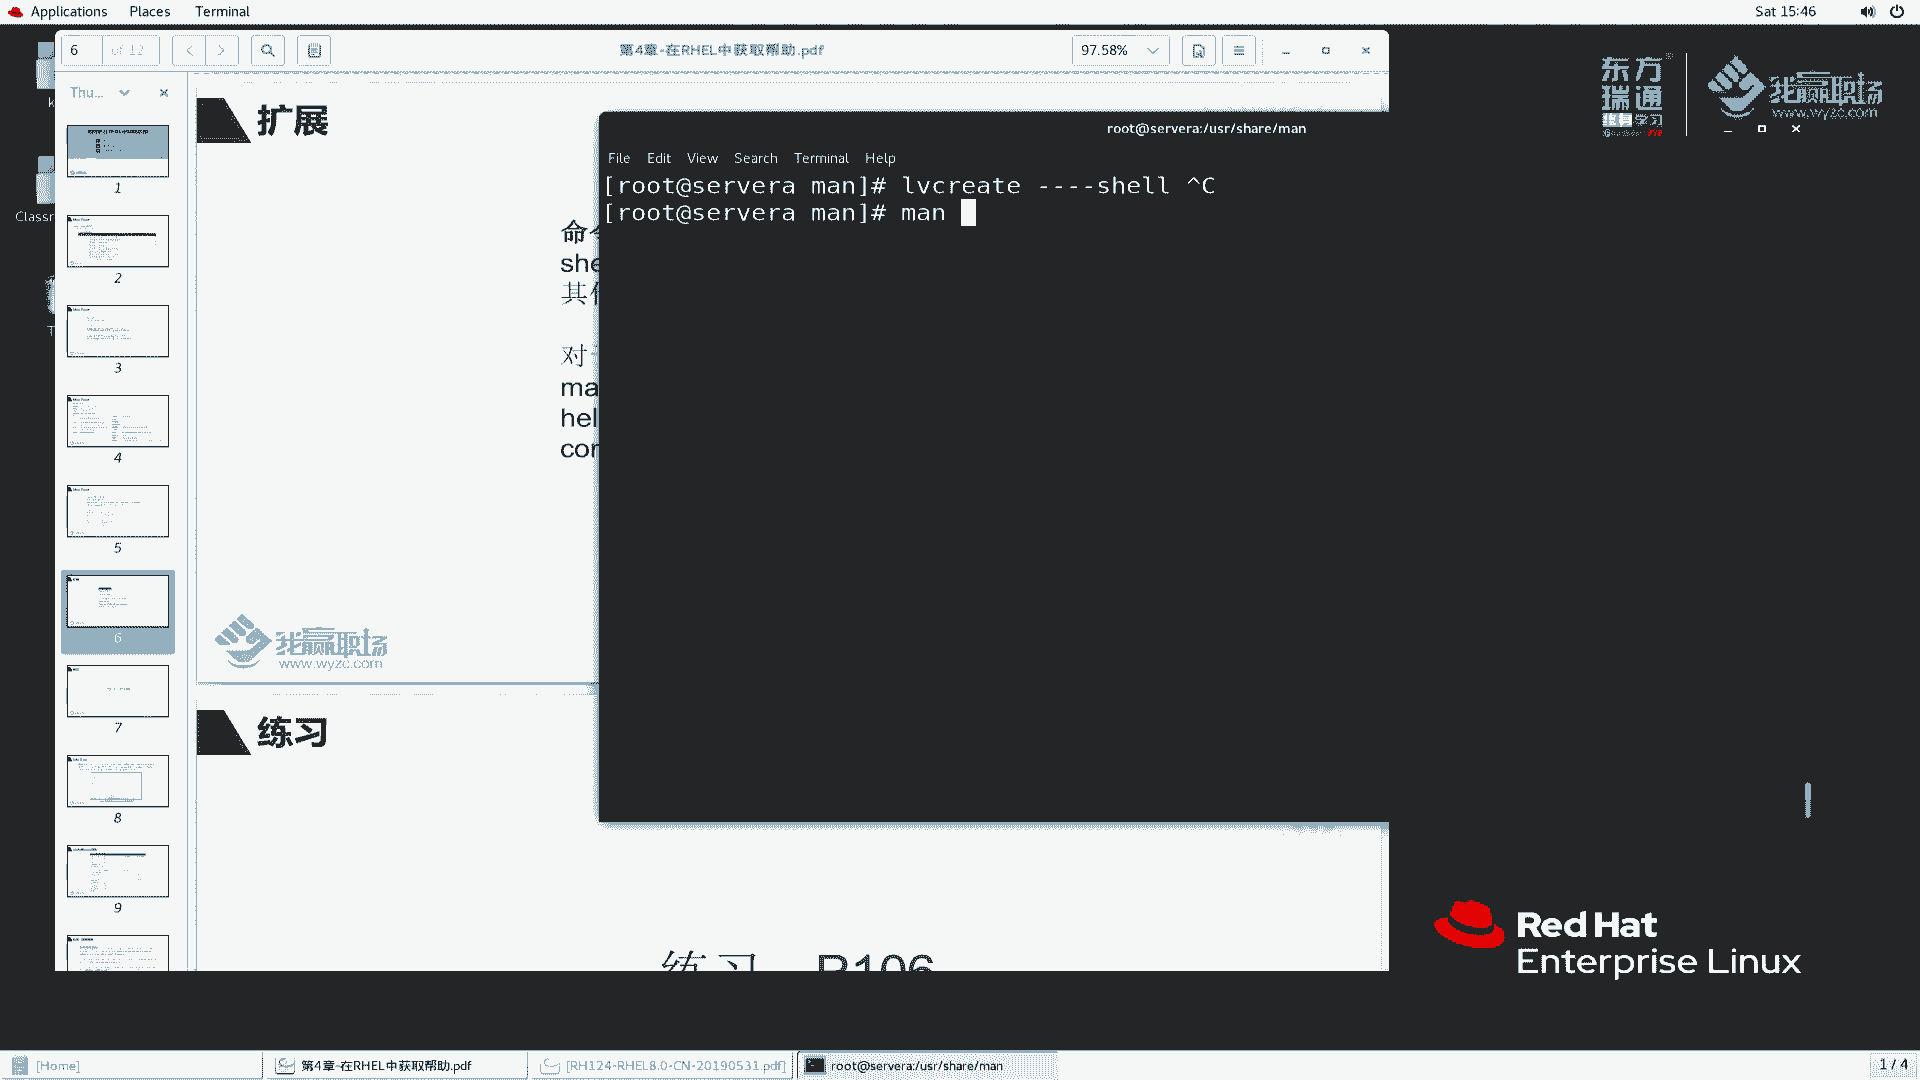 Applications Places Terminal
Sat 15:46
6 of 12
第4章-在RHEL中获取帮助.pdf
97.58%
Thu...
1
2
3
4
5
6
7
8
9
扩展
命
she
其
对
ma
hel
con
我赢职场
www.wyzc.com
练习
练习 P106
root@servera:/usr/share/man
File Edit View Search Terminal Help
[root@servera man]# lvcreate ----shell ^C
[root@servera man]# man
东方
瑞通
终身学习
我赢职场
www.wyzc.com
Red Hat
Enterprise Linux
[Home]
第4章-在RHEL中获取帮助.pdf
[RH124-RHEL8.0-CN-20190531.pdf]
root@servera:/usr/share/man
1 / 4